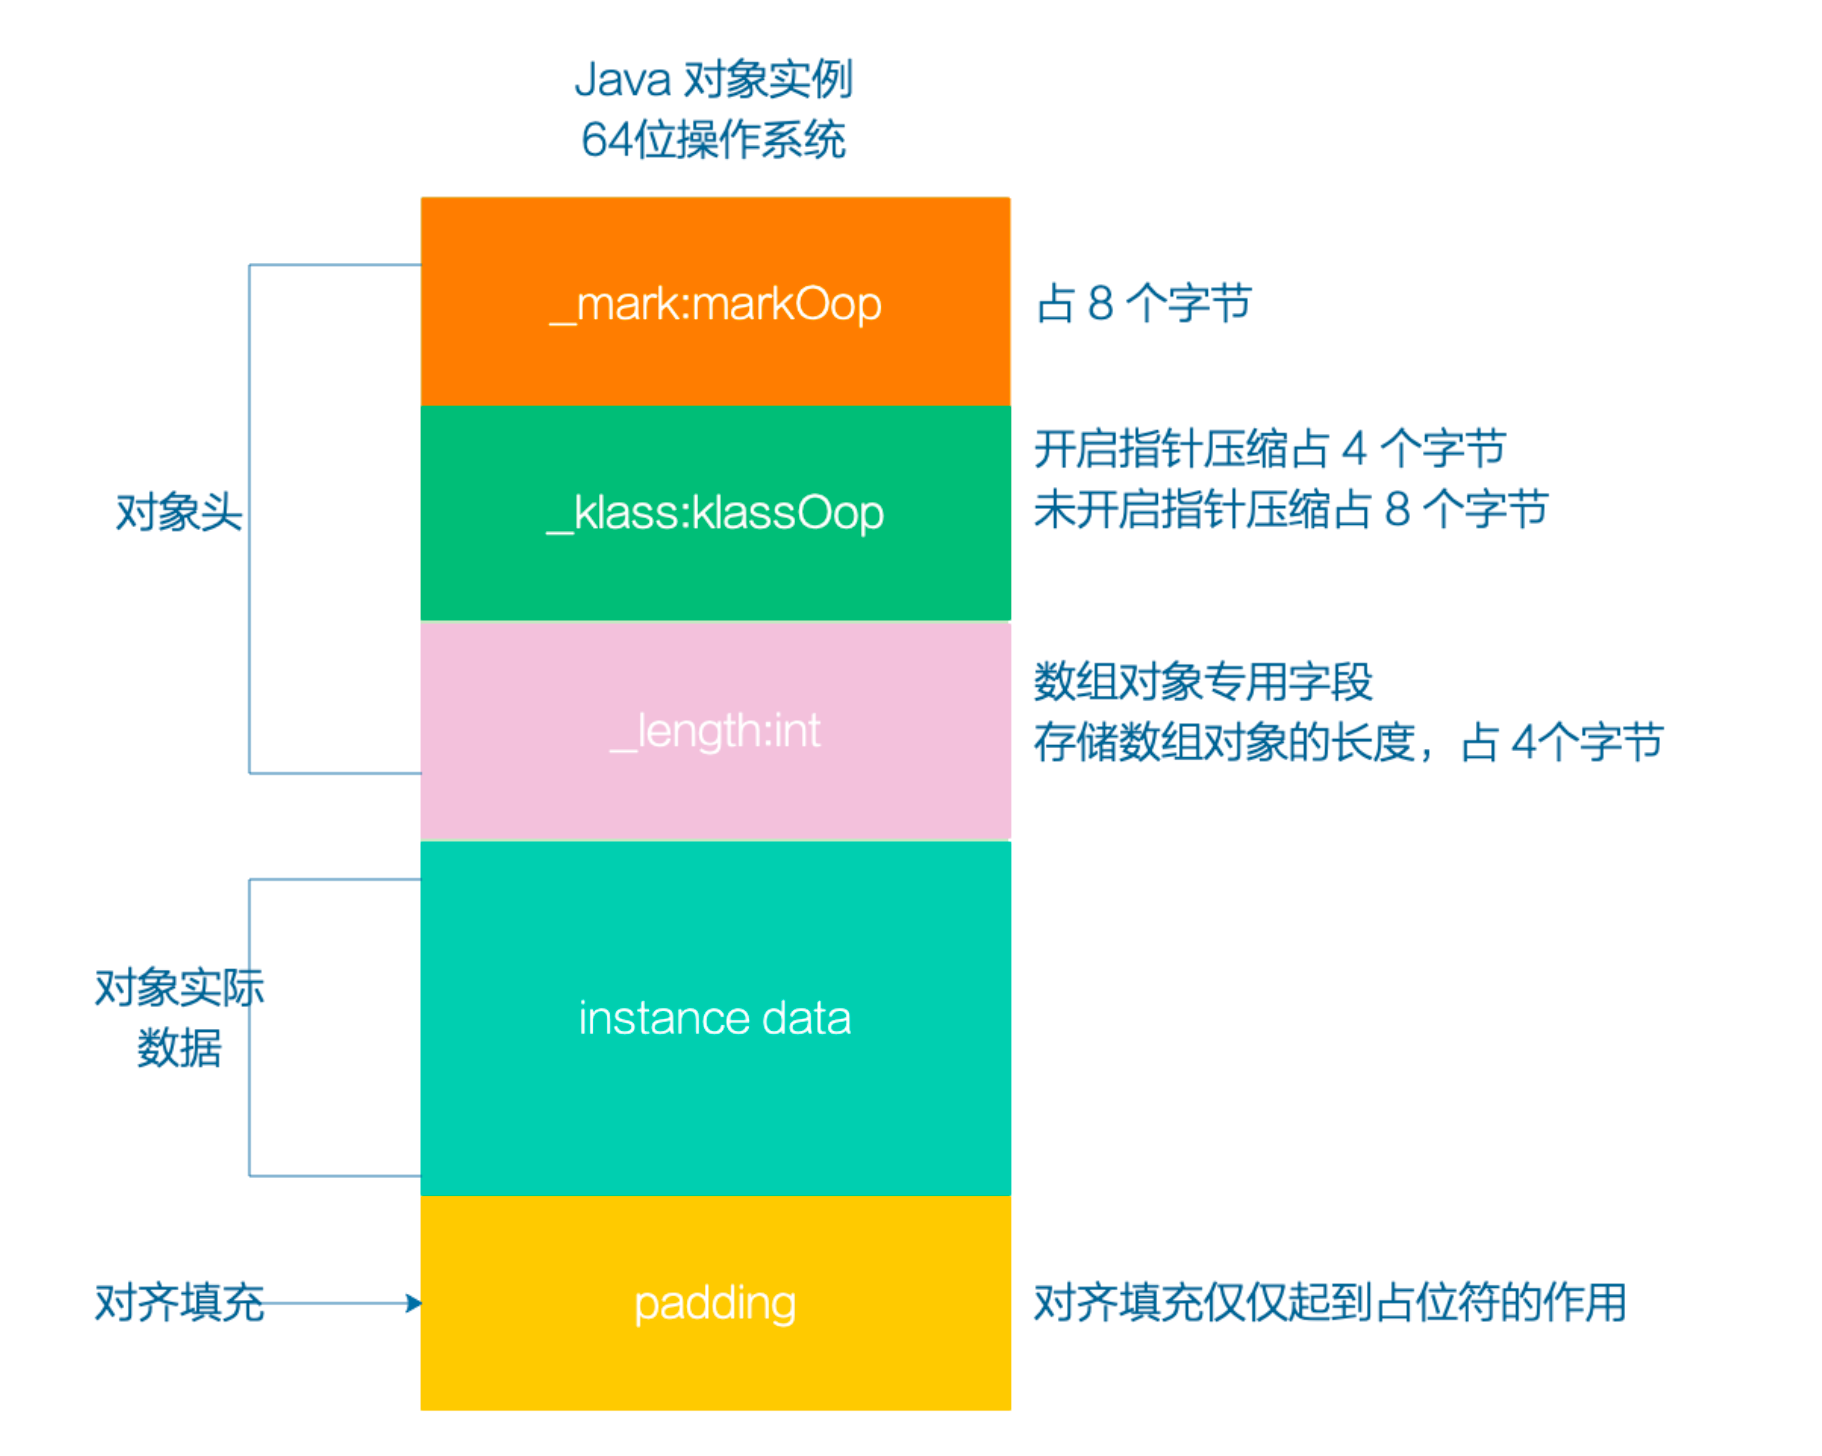 Java 对象实例
64位操作系统
_mark:markOop
占 8 个字节
对象头
_klass:klassOop
开启指针压缩占 4 个字节
未开启指针压缩占 8 个字节
_length:int
数组对象专用字段
存储数组对象的长度，占 4个字节
对象实际
数据
instance data
对齐填充
padding
对齐填充仅仅起到占位符的作用